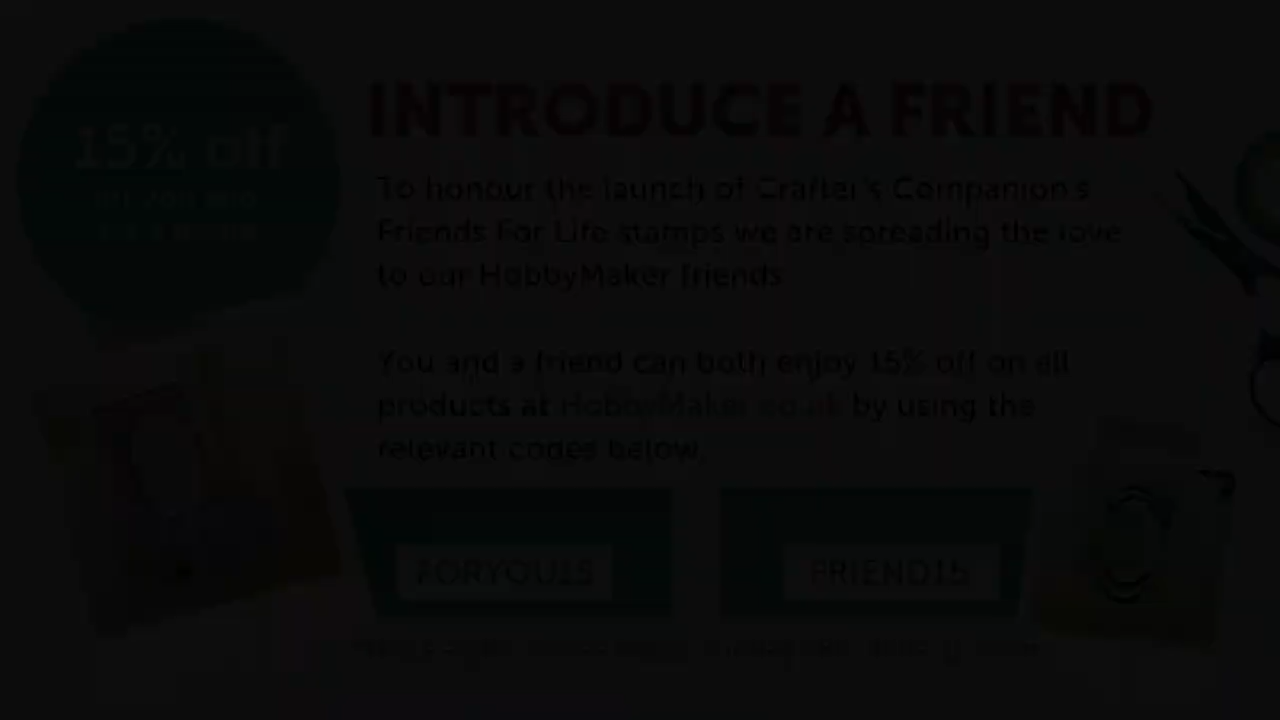 15% off
INTRODUCE A FRIEND
To honour the launch of Crafter's Companion's
Friends For Life stamps we are spreading the love
to our HobbyMaker friends
You and a friend can both enjoy 15% off on all
products at HobbyMaker.co.uk by using the
relevant codes below.
FORYOU15
FRIEND15